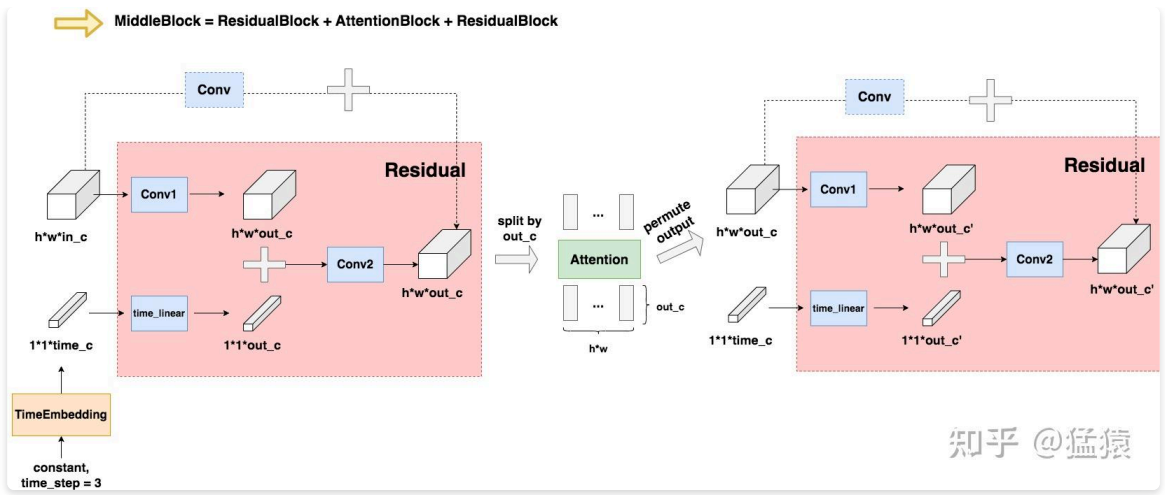 MiddleBlock = ResidualBlock + AttentionBlock + ResidualBlock
Conv
Residual
Conv1
h*w*in_c
h*w*out_c
Conv2
h*w*out_c
time_linear
1*1*time_c
1*1*out_c
TimeEmbedding
constant,
time_step = 3
split by
out_c
...
Attention
...
out_c
h*w
permute
output
Conv
Residual
Conv1
h*w*out_c
h*w*out_c'
Conv2
h*w*out_c'
time_linear
1*1*time_c
1*1*out_c'
知乎 @猛猿